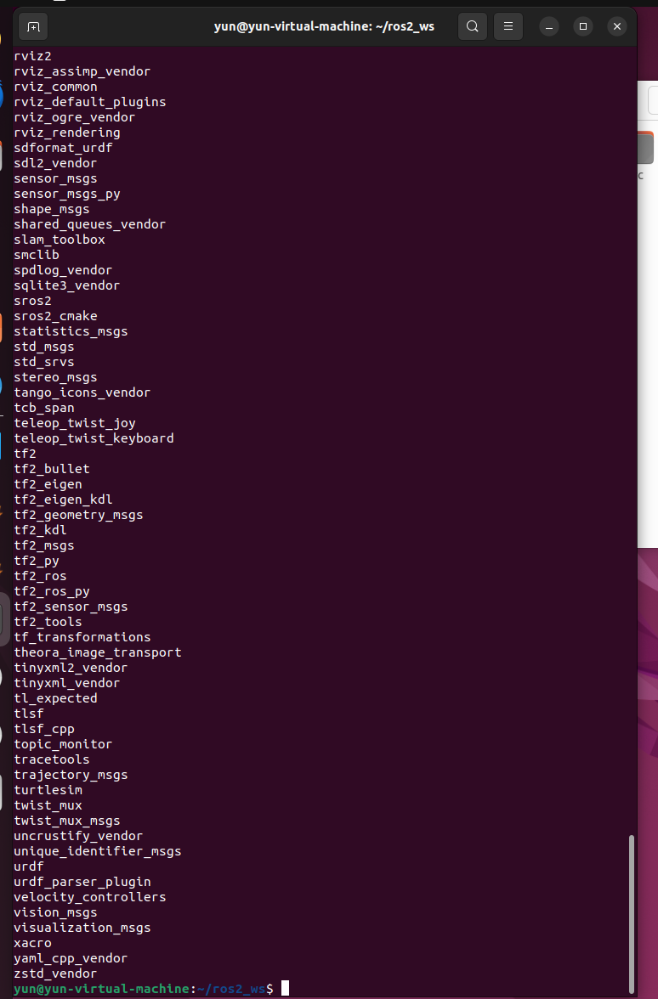 yun@yun-virtual-machine: ~/ros2_ws
rviz2
rviz_assimp_vendor
rviz_common
rviz_default_plugins
rviz_ogre_vendor
rviz_rendering
sdformat_urdf
sdl2_vendor
sensor_msgs
sensor_msgs_py
shape_msgs
shared_queues_vendor
slam_toolbox
smclib
spdlog_vendor
sqlite3_vendor
sros2
sros2_cmake
statistics_msgs
std_msgs
std_srvs
stereo_msgs
tango_icons_vendor
tcb_span
teleop_twist_joy
teleop_twist_keyboard
tf2
tf2_bullet
tf2_eigen
tf2_eigen_kdl
tf2_geometry_msgs
tf2_kdl
tf2_msgs
tf2_py
tf2_ros
tf2_ros_py
tf2_sensor_msgs
tf2_tools
tf_transformations
theora_image_transport
tinyxml2_vendor
tinyxml_vendor
tl_expected
tlsf
tlsf_cpp
topic_monitor
tracetools
trajectory_msgs
turtlesim
twist_mux
twist_mux_msgs
uncrustify_vendor
unique_identifier_msgs
urdf
urdf_parser_plugin
velocity_controllers
vision_msgs
visualization_msgs
xacro
yaml_cpp_vendor
zstd_vendor
yun@yun-virtual-machine:~/ros2_ws$